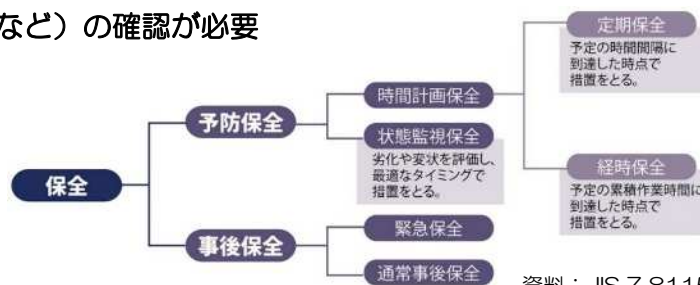 など）の確認が必要
定期保全
予定の時間間隔に
到達した時点で
措置をとる。
時間計画保全
予防保全
状態監視保全
劣化や変状を評価し、
最適なタイミングで
措置をとる。
経時保全
予定の累積作業時間に
到達した時点で
措置をとる。
保全
緊急保全
事後保全
通常事後保全
資料：JIS Z 8115